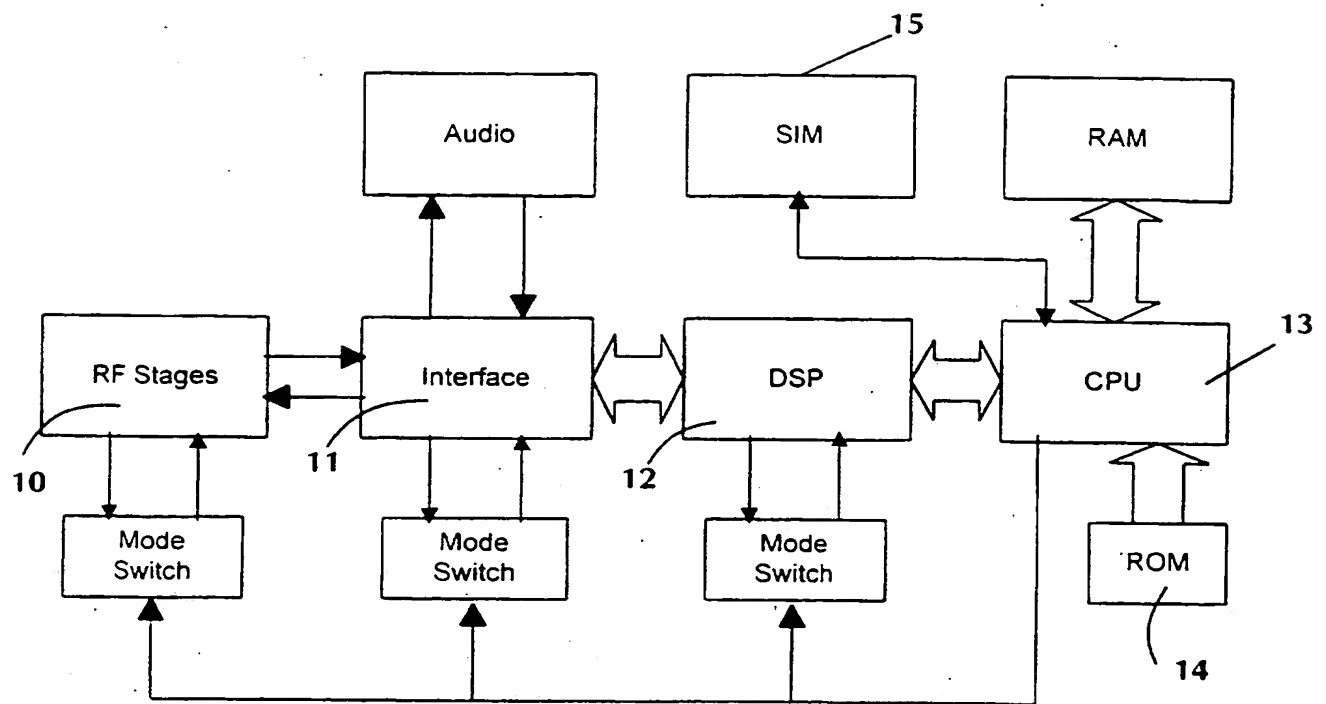 15
Audio
SIM
RAM
13
RF Stages
Interface
DSP
CPU
10
11
12
Mode
Switch
Mode
Switch
Mode
Switch
ROM
14